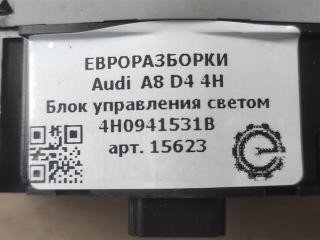 ЕВРОРАЗБОРКИ
Audi A8 D4 4H
Блок управления светом
4H0941531B
арт. 15623